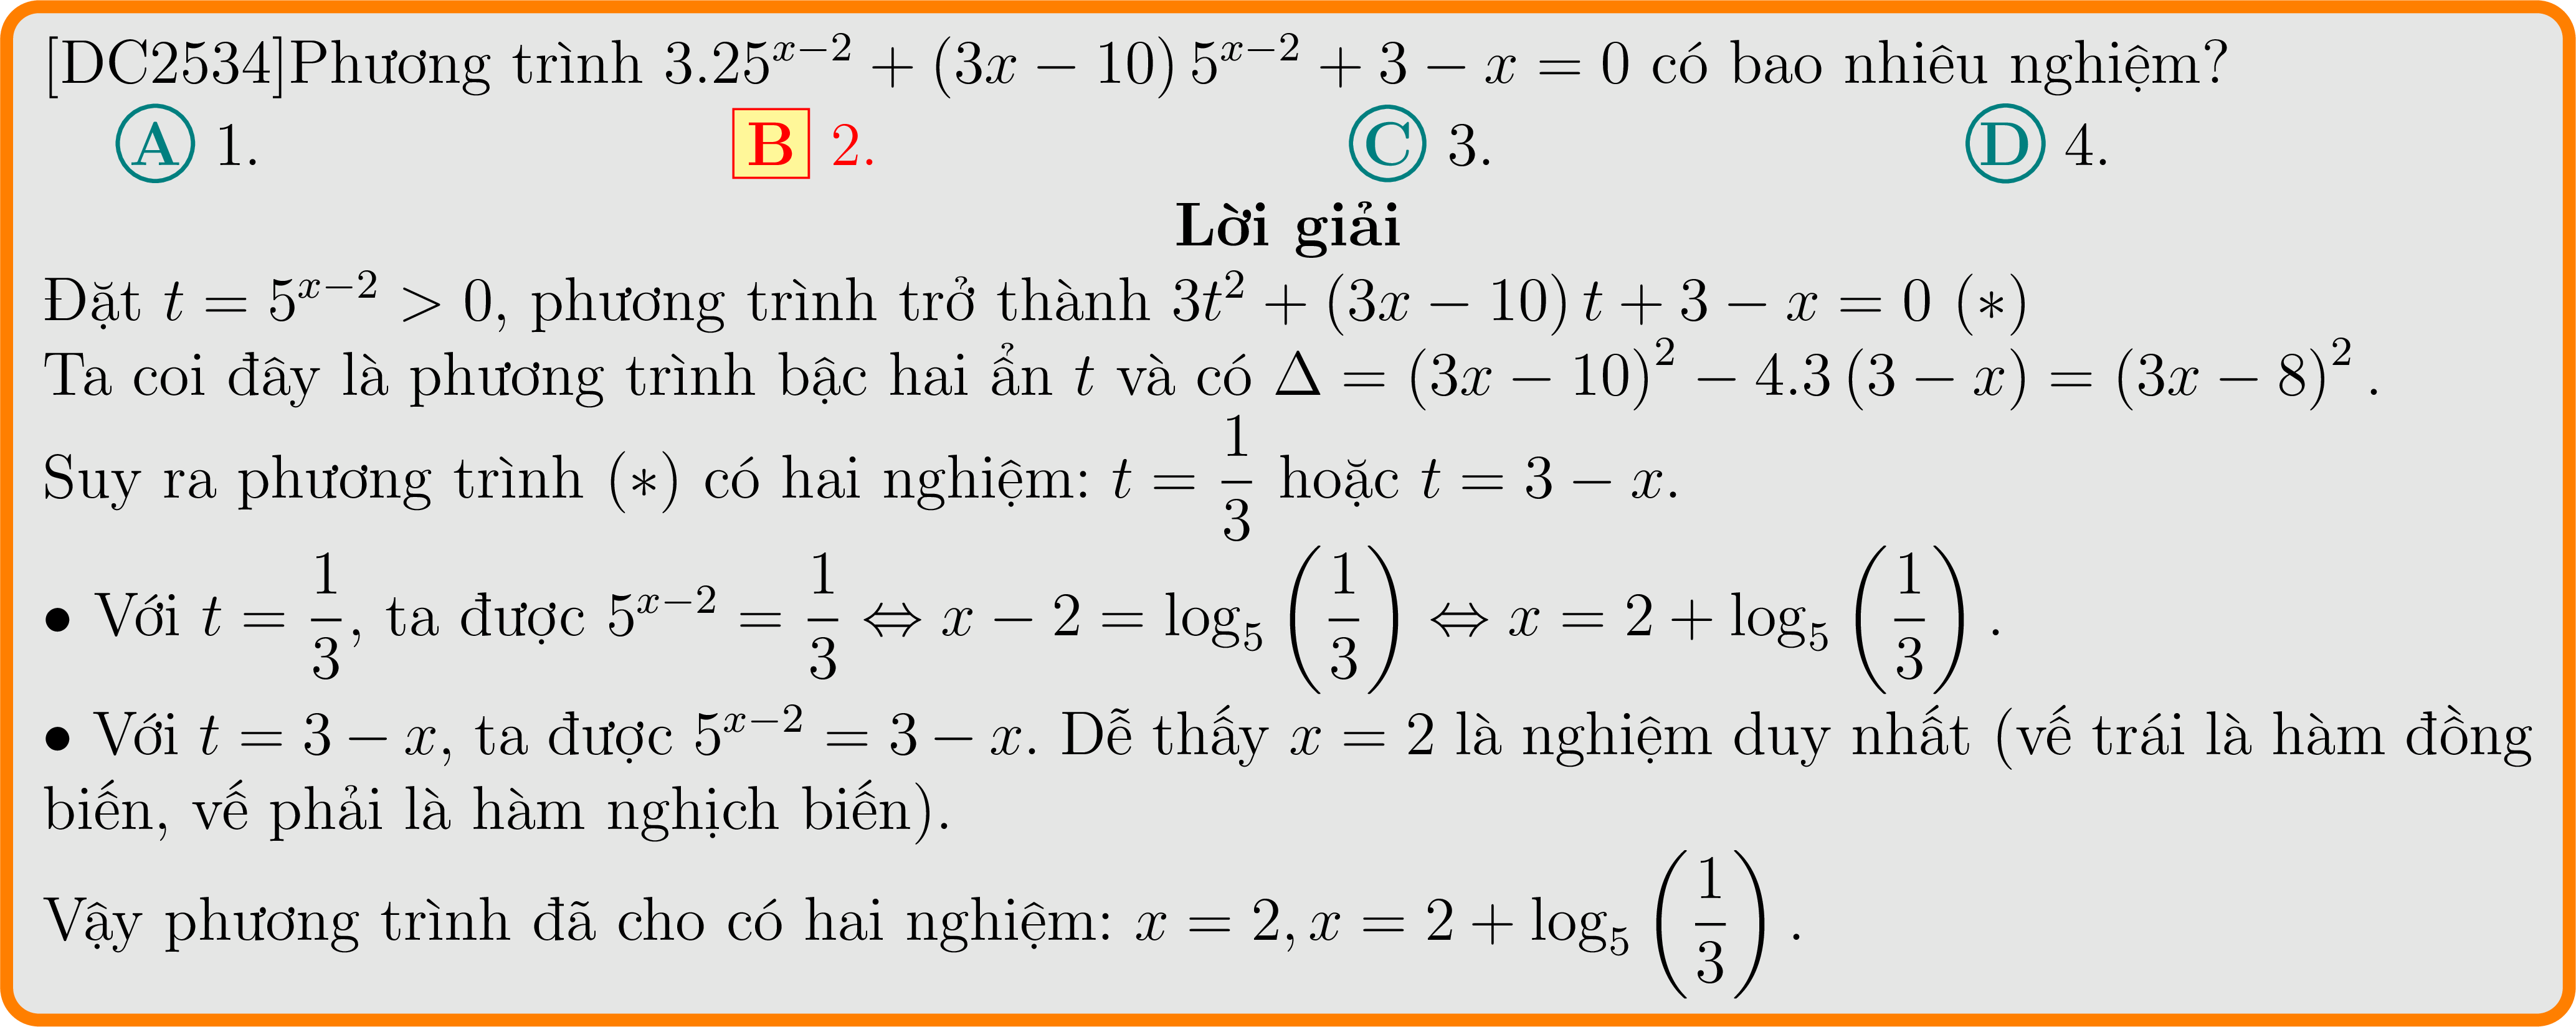 [DC2534]Phương trình $3.25^{x-2} + (3x - 10) 5^{x-2} + 3 - x = 0$ có bao nhiêu nghiệm?
A 1. B 2. C 3. D 4.
Lời giải
Đặt $t = 5^{x-2} > 0$, phương trình trở thành $3t^2 + (3x - 10) t + 3 - x = 0$ $(*)$
Ta coi đây là phương trình bậc hai ẩn $t$ và có $\Delta = (3x - 10)^2 - 4.3 (3 - x) = (3x - 8)^2$.
Suy ra phương trình $(*)$ có hai nghiệm: $t = \frac{1}{3}$ hoặc $t = 3 - x$.
• Với $t = \frac{1}{3}$, ta được $5^{x-2} = \frac{1}{3} \Leftrightarrow x - 2 = \log_5 \left(\frac{1}{3}\right) \Leftrightarrow x = 2 + \log_5 \left(\frac{1}{3}\right)$.
• Với $t = 3 - x$, ta được $5^{x-2} = 3 - x$. Dễ thấy $x = 2$ là nghiệm duy nhất (vế trái là hàm đồng
biến, vế phải là hàm nghịch biến).
Vậy phương trình đã cho có hai nghiệm: $x = 2, x = 2 + \log_5 \left(\frac{1}{3}\right)$.